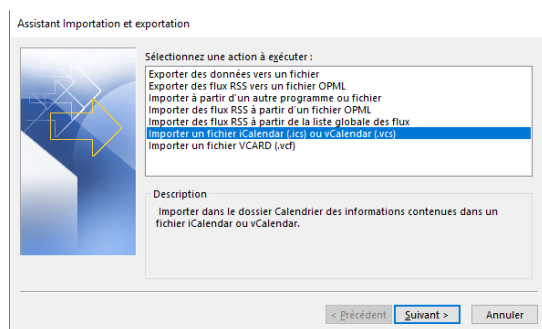 Assistant Importation et exportation
Sélectionnez une action à exécuter :
Exporter des données vers un fichier
Exporter des flux RSS vers un fichier OPML
Importer à partir d'un autre programme ou fichier
Importer des flux RSS à partir d'un fichier OPML
Importer des flux RSS à partir de la liste globale des flux
Importer un fichier iCalendar (.ics) ou vCalendar (.vcs)
Importer un fichier VCARD (.vcf)
Description
Importer dans le dossier Calendrier des informations contenues dans un
fichier iCalendar ou vCalendar.
< Précédent Suivant > Annuler